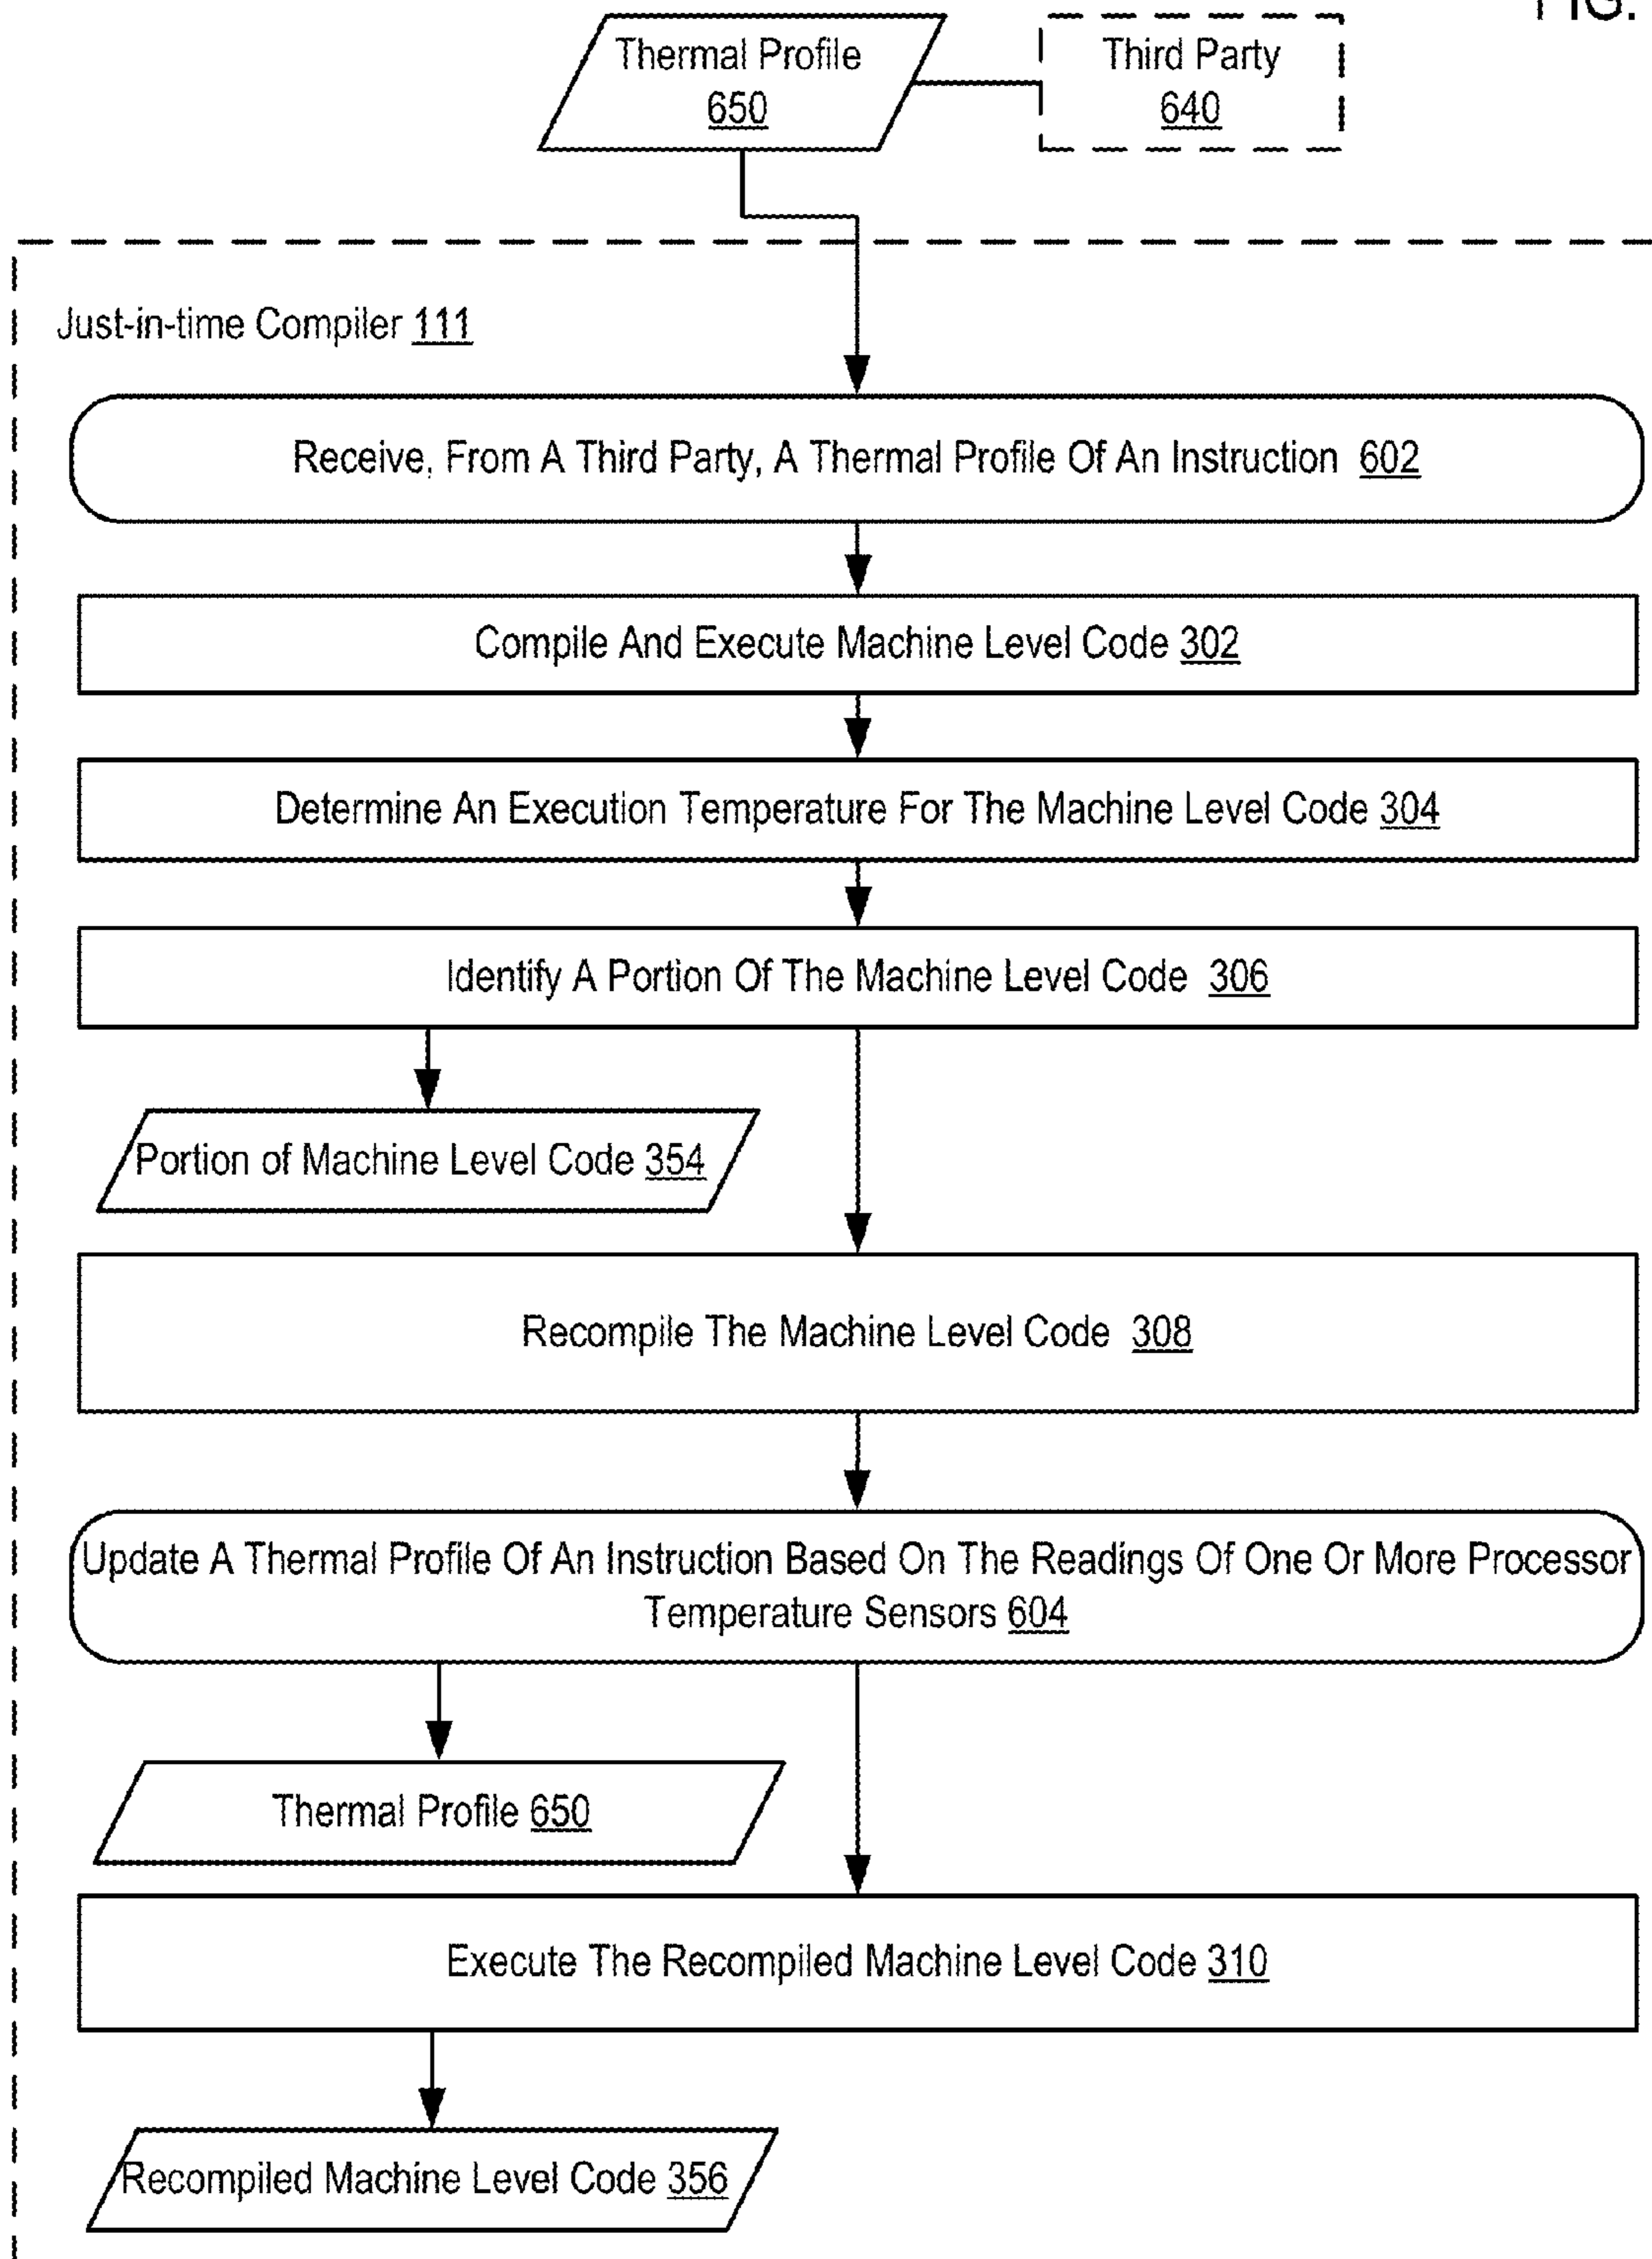 FIG.
Thermal Profile
650
Third Party
640
Just-in-time Compiler 111
Receive, From A Third Party, A Thermal Profile Of An Instruction 602
Compile And Execute Machine Level Code 302
Determine An Execution Temperature For The Machine Level Code 304
Identify A Portion Of The Machine Level Code 306
Portion of Machine Level Code 354
Recompile The Machine Level Code 308
Update A Thermal Profile Of An Instruction Based On The Readings Of One Or More Processor
Temperature Sensors 604
Thermal Profile 650
Execute The Recompiled Machine Level Code 310
Recompiled Machine Level Code 356